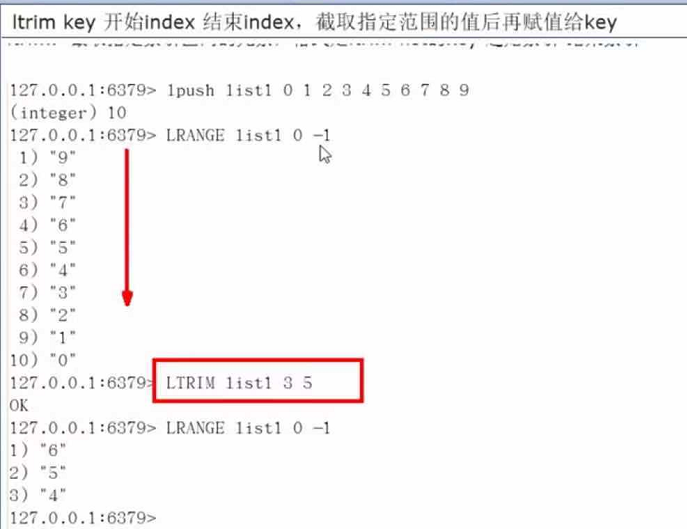 ltrim key 开始index 结束index，截取指定范围的值后再赋值给key
127.0.0.1:6379> lpush list1 0 1 2 3 4 5 6 7 8 9
(integer) 10
127.0.0.1:6379> LRANGE list1 0 -1
1) "9"
2) "8"
3) "7"
4) "6"
5) "5"
6) "4"
7) "3"
8) "2"
9) "1"
10) "0"
127.0.0.1:6379> LTRIM list1 3 5
OK
127.0.0.1:6379> LRANGE list1 0 -1
1) "6"
2) "5"
3) "4"
127.0.0.1:6379>